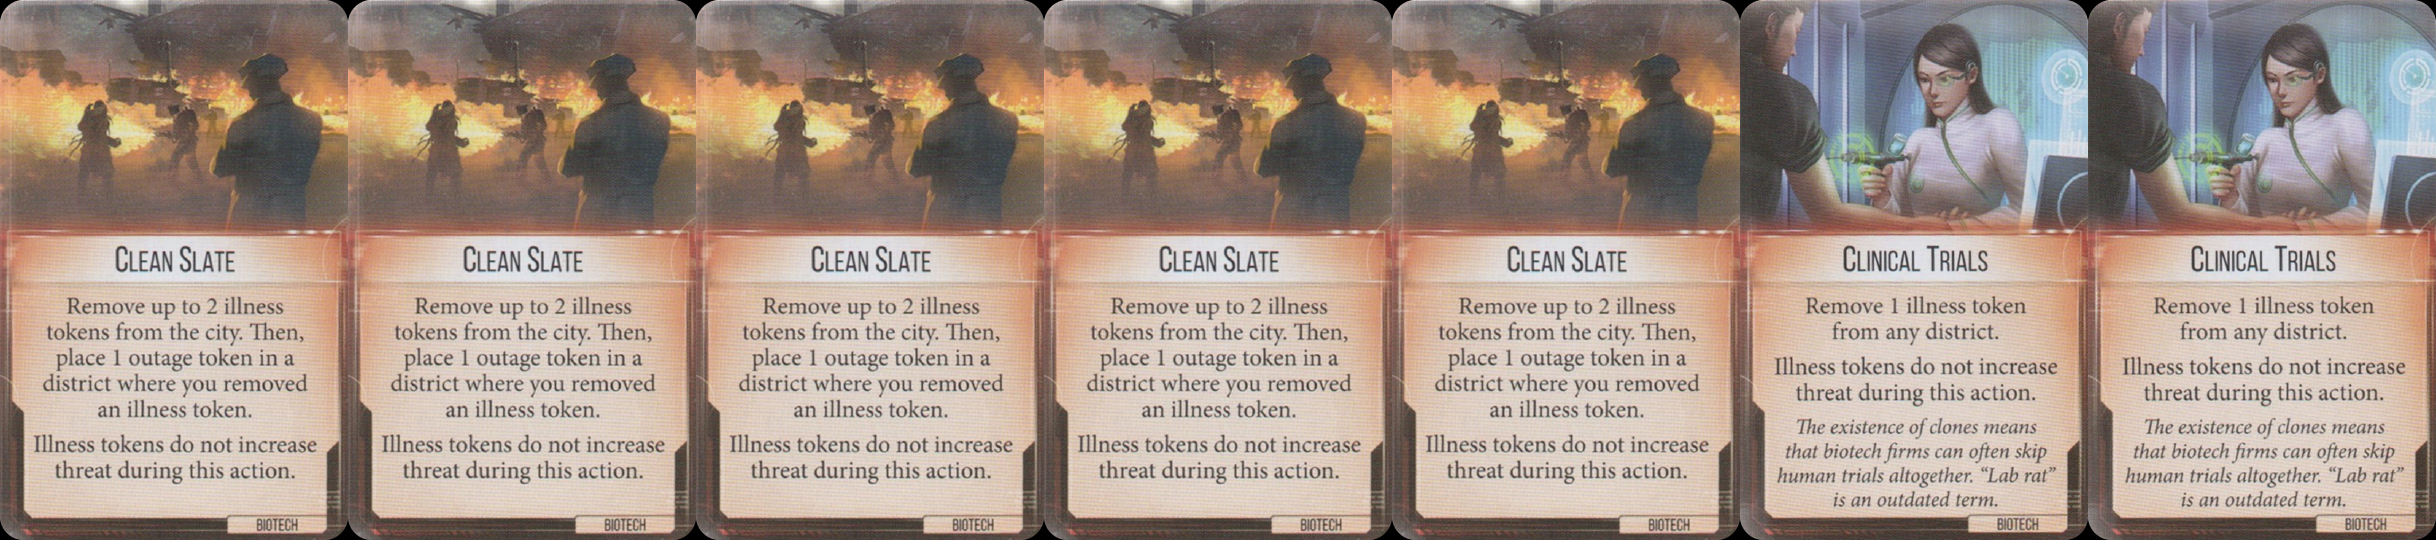 Clean Slate
Remove up to 2 illness
tokens from the city. Then,
place 1 outage token in a
district where you removed
an illness token.
Illness tokens do not increase
threat during this action.
BIOTECH
Clean Slate
Remove up to 2 illness
tokens from the city. Then,
place 1 outage token in a
district where you removed
an illness token.
Illness tokens do not increase
threat during this action.
BIOTECH
Clean Slate
Remove up to 2 illness
tokens from the city. Then,
place 1 outage token in a
district where you removed
an illness token.
Illness tokens do not increase
threat during this action.
BIOTECH
Clean Slate
Remove up to 2 illness
tokens from the city. Then,
place 1 outage token in a
district where you removed
an illness token.
Illness tokens do not increase
threat during this action.
BIOTECH
Clean Slate
Remove up to 2 illness
tokens from the city. Then,
place 1 outage token in a
district where you removed
an illness token.
Illness tokens do not increase
threat during this action.
BIOTECH
Clinical Trials
Remove 1 illness token
from any district.
Illness tokens do not increase
threat during this action.
The existence of clones means
that biotech firms can often skip
human trials altogether. “Lab rat”
is an outdated term.
BIOTECH
Clinical Trials
Remove 1 illness token
from any district.
Illness tokens do not increase
threat during this action.
The existence of clones means
that biotech firms can often skip
human trials altogether. “Lab rat”
is an outdated term.
BIOTECH